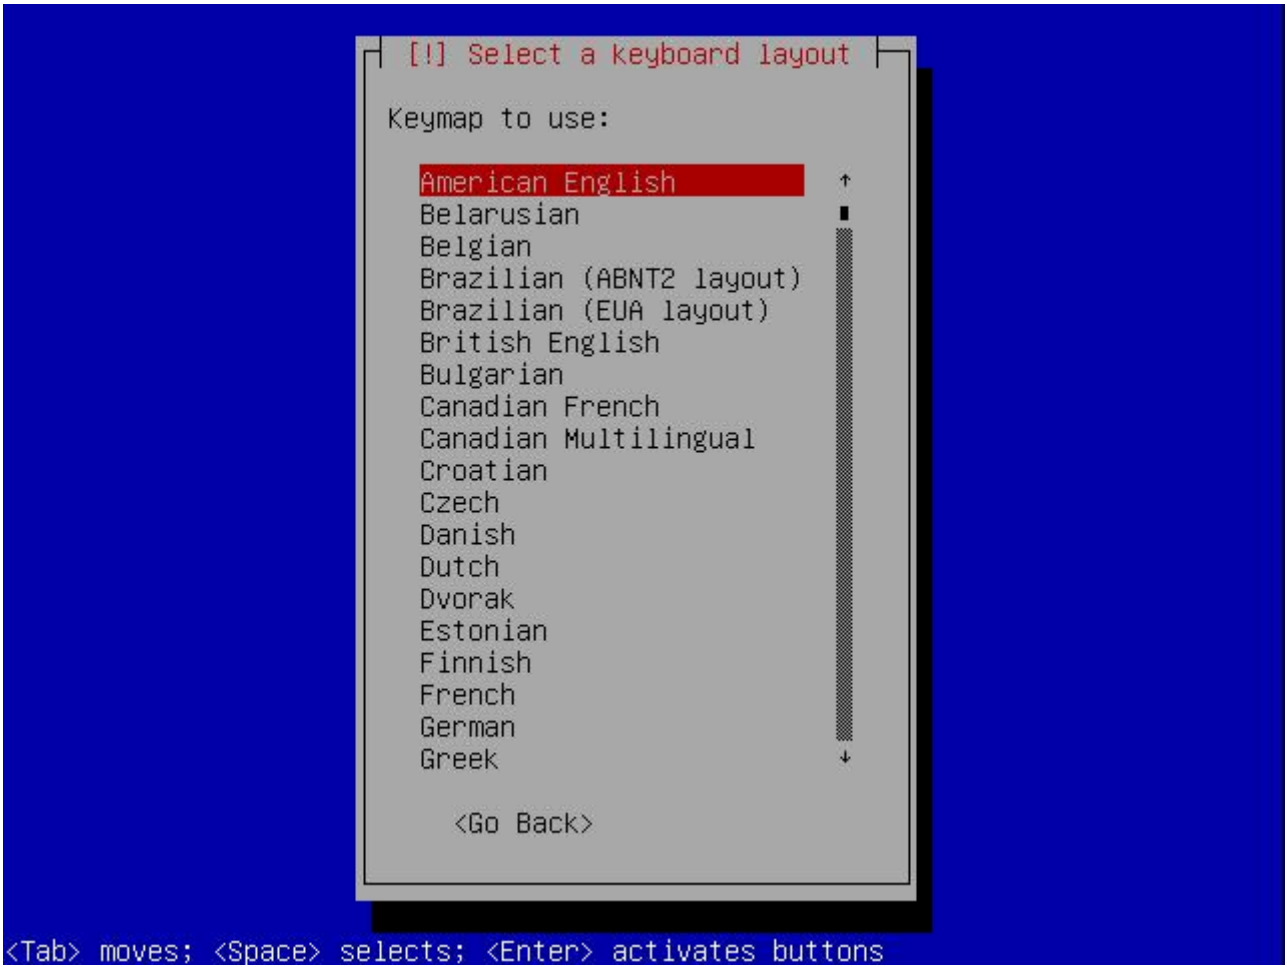 [!] Select a keyboard layout
Keymap to use:
American English
Belarusian
Belgian
Brazilian (ABNT2 layout)
Brazilian (EUA layout)
British English
Bulgarian
Canadian French
Canadian Multilingual
Croatian
Czech
Danish
Dutch
Dvorak
Estonian
Finnish
French
German
Greek
<Go Back>
<Tab> moves; <Space> selects; <Enter> activates buttons